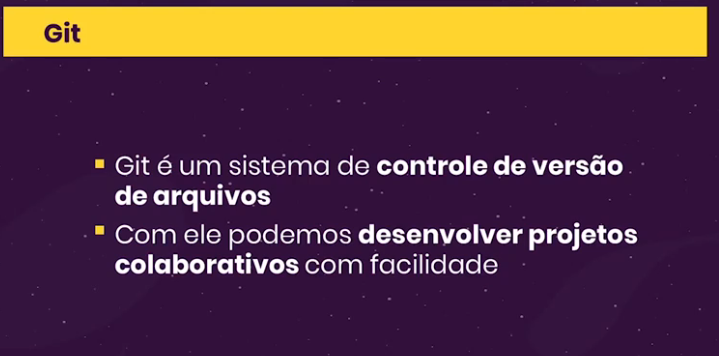 Git
Git é um sistema de controle de versão
de arquivos
Com ele podemos desenvolver projetos
colaborativos com facilidade